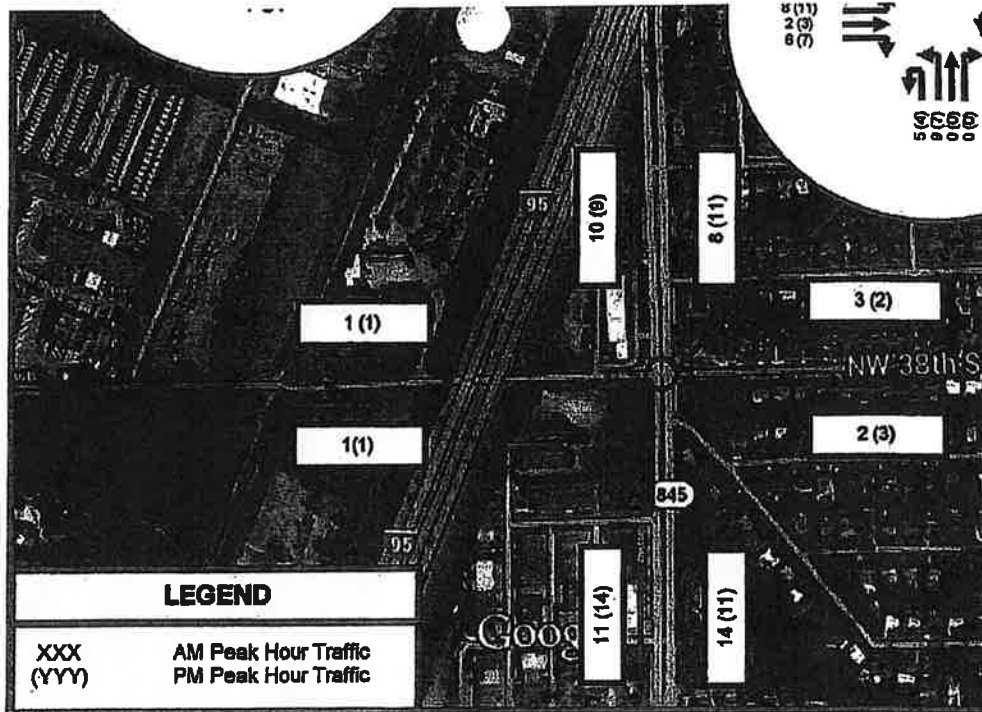 8 (11)
2 (3)
6 (7)
95
10 (9)
8 (11)
1 (1)
3 (2)
NW 38th S
1(1)
2 (3)
845
95
11 (14)
14 (11)
LEGEND
XXX AM Peak Hour Traffic
(YYY) PM Peak Hour Traffic
Goog